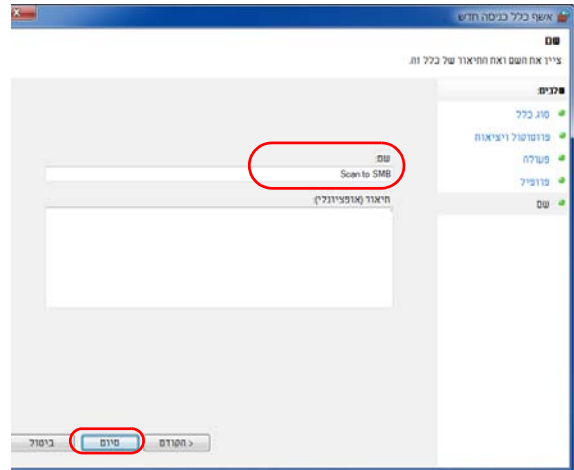 אשף כלל כניסה חדש
שם
ציין את השם ואת התיאור של כלל זה.
שלבים:
סוג כלל
פרוטוקול ויציאות
פעולה
פרופיל
שם
שם:
Scan to SMB
תיאור (אופציונלי):
< הקודם
סיום
ביטול